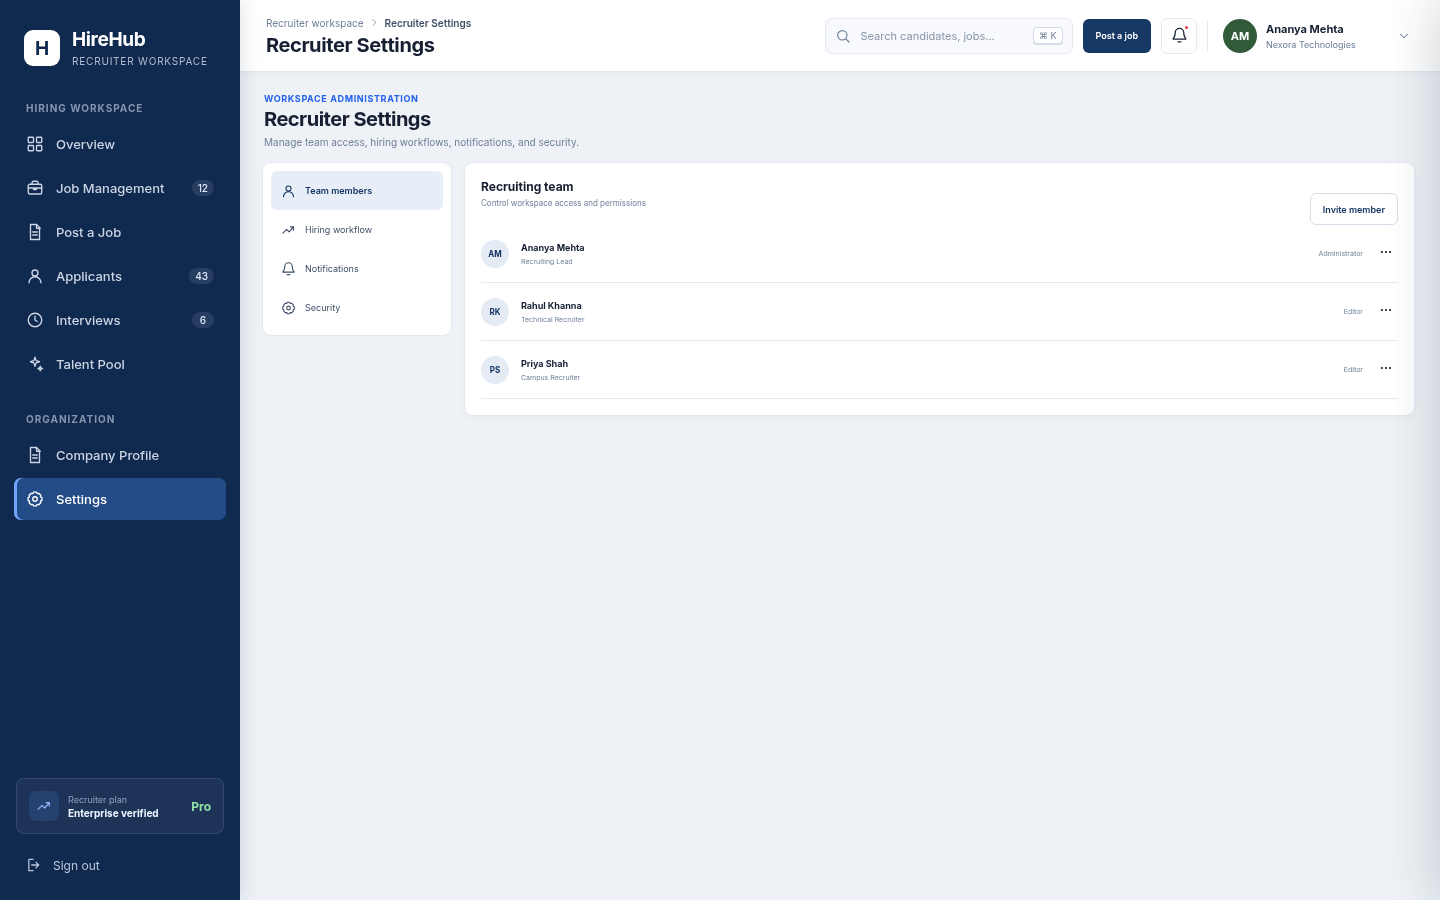 H
HireHub
RECRUITER WORKSPACE
HIRING WORKSPACE
Overview
Job Management 12
Post a Job
Applicants 43
Interviews 6
Talent Pool
ORGANIZATION
Company Profile
Settings
Recruiter plan
Enterprise verified
Pro
Sign out
Recruiter workspace > Recruiter Settings
Recruiter Settings
Search candidates, jobs... ⌘ K
Post a job
AM
Ananya Mehta
Nexora Technologies
WORKSPACE ADMINISTRATION
Recruiter Settings
Manage team access, hiring workflows, notifications, and security.
Team members
Hiring workflow
Notifications
Security
Recruiting team
Control workspace access and permissions
Invite member
AM
Ananya Mehta
Recruiting Lead
Administrator ...
RK
Rahul Khanna
Technical Recruiter
Editor ...
PS
Priya Shah
Campus Recruiter
Editor ...